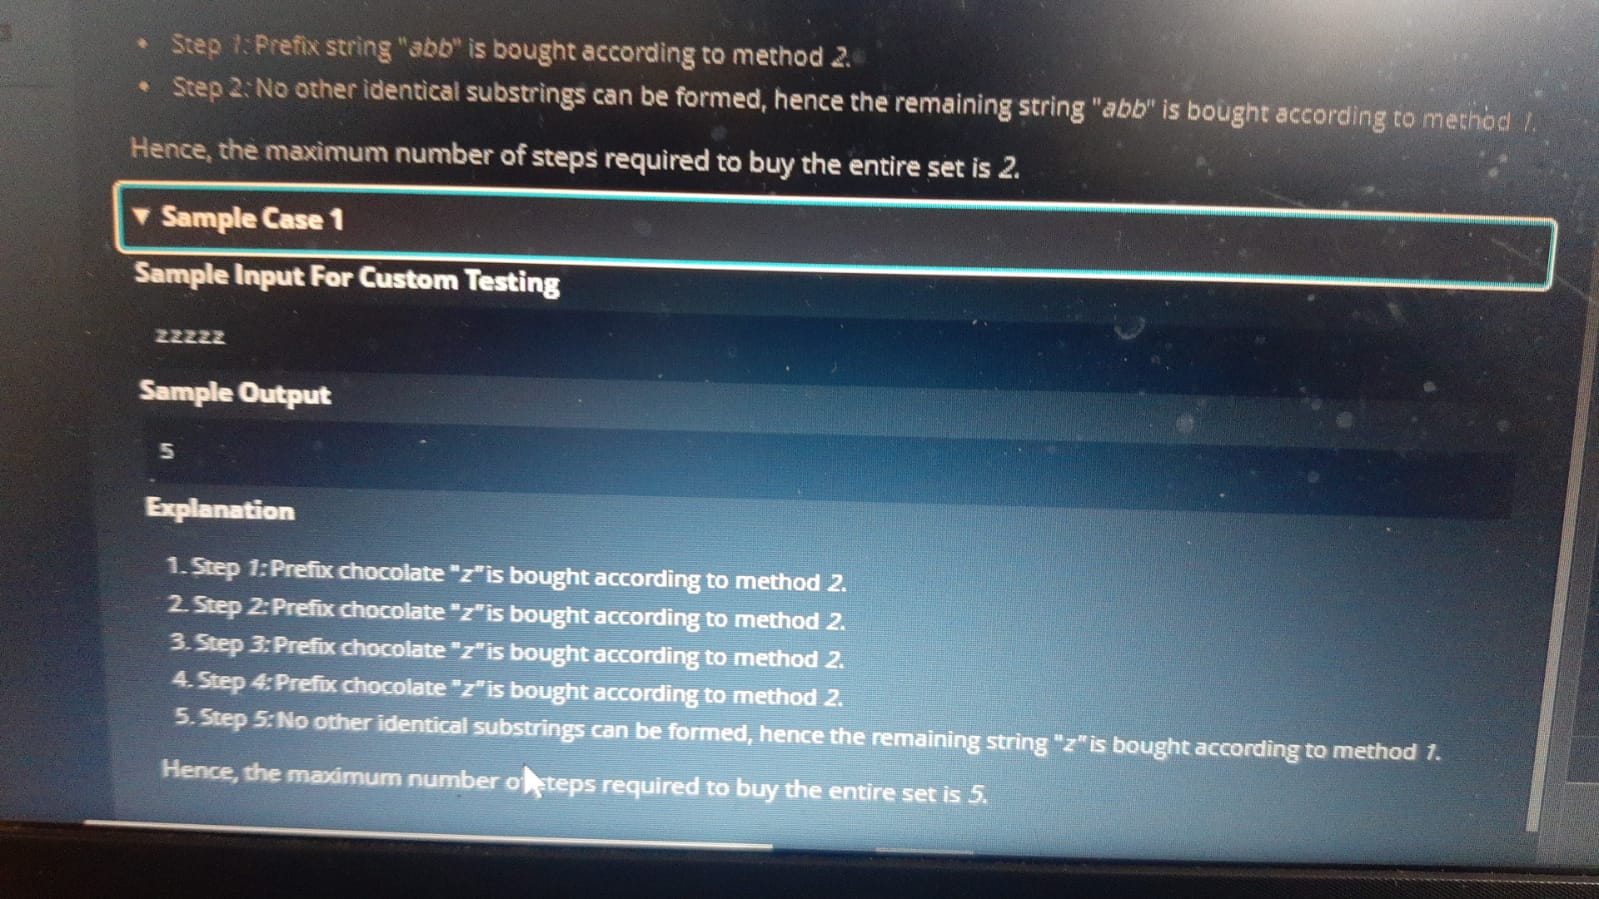 • Step 1: Prefix string "abb" is bought according to method 2.
• Step 2: No other identical substrings can be formed, hence the remaining string "abb" is bought according to method 1.
Hence, the maximum number of steps required to buy the entire set is 2.
▼ Sample Case 1
Sample Input For Custom Testing
zzzzz
Sample Output
5
Explanation
1. Step 1: Prefix chocolate "z" is bought according to method 2.
2. Step 2: Prefix chocolate "z" is bought according to method 2.
3. Step 3: Prefix chocolate "z" is bought according to method 2.
4. Step 4: Prefix chocolate "z" is bought according to method 2.
5. Step 5: No other identical substrings can be formed, hence the remaining string "z" is bought according to method 1.
Hence, the maximum number of steps required to buy the entire set is 5.